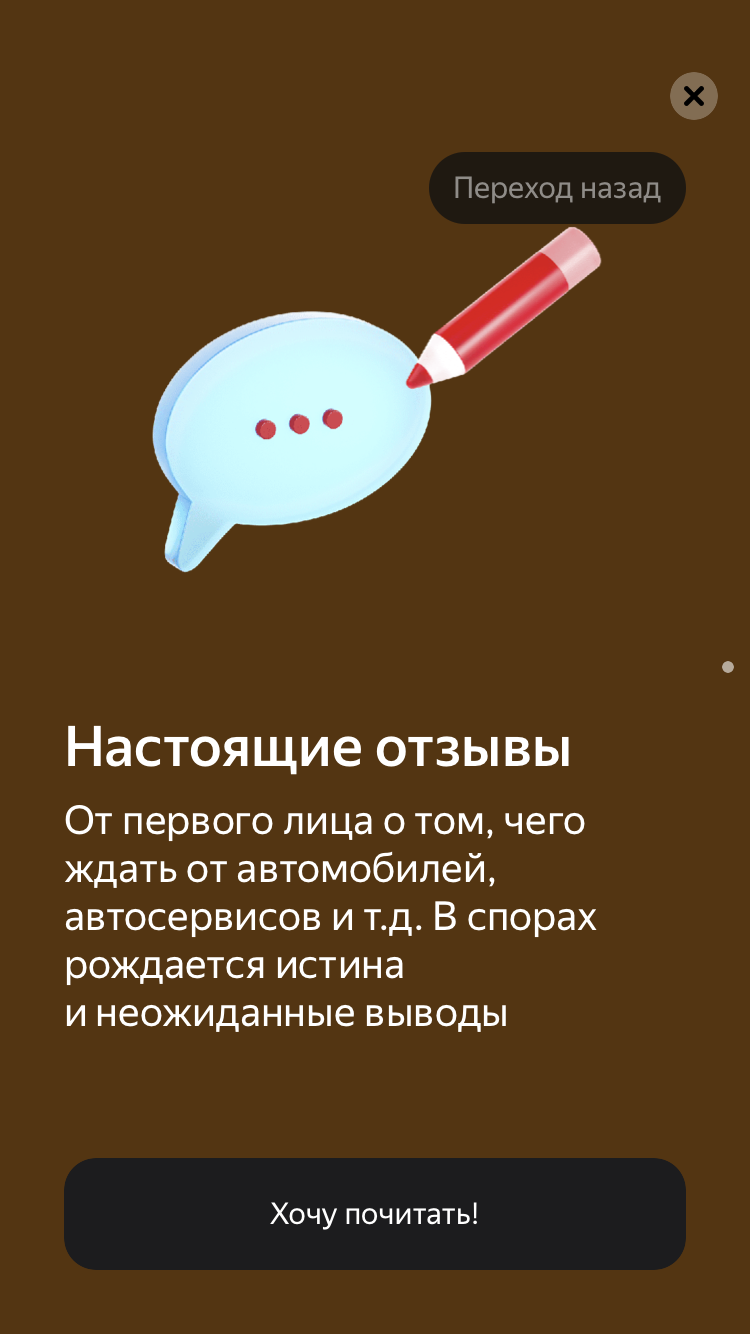 Переход назад
Настоящие отзывы
От первого лица о том, чего
ждать от автомобилей,
автосервисов и т.д. В спорах
рождается истина
и неожиданные выводы
Хочу почитать!